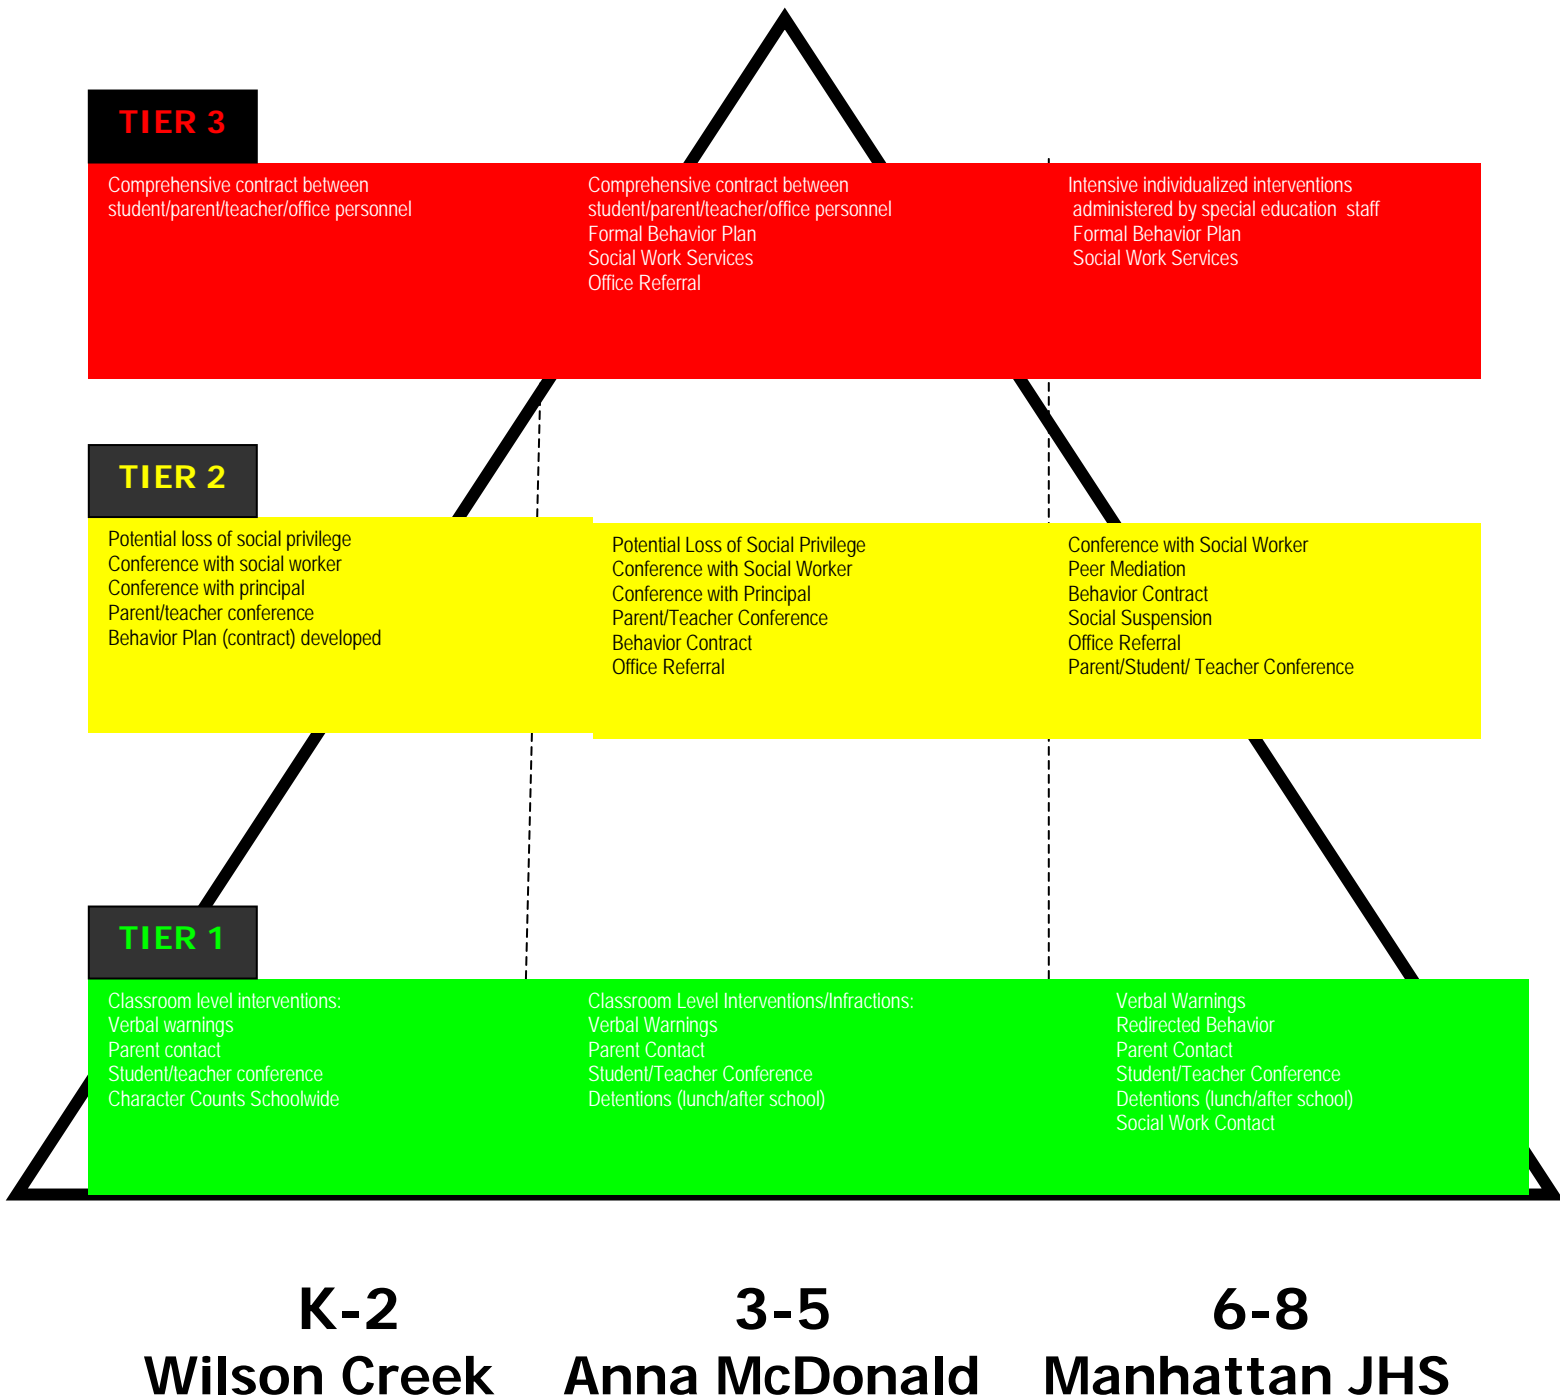 TIER 3
Comprehensive contract between
student/parent/teacher/office personnel
Comprehensive contract between
student/parent/teacher/office personnel
Formal Behavior Plan
Social Work Services
Office Referral
Intensive individualized interventions
administered by special education staff
Formal Behavior Plan
Social Work Services
TIER 2
Potential loss of social privilege
Conference with social worker
Conference with principal
Parent/teacher conference
Behavior Plan (contract) developed
Potential Loss of Social Privilege
Conference with Social Worker
Conference with Principal
Parent/Teacher Conference
Behavior Contract
Office Referral
Conference with Social Worker
Peer Mediation
Behavior Contract
Social Suspension
Office Referral
Parent/Student/ Teacher Conference
TIER 1
Classroom level interventions:
Verbal warnings
Parent contact
Student/teacher conference
Character Counts Schoolwide
Classroom Level Interventions/Infractions:
Verbal Warnings
Parent Contact
Student/Teacher Conference
Detentions (lunch/after school)
Verbal Warnings
Redirected Behavior
Parent Contact
Student/Teacher Conference
Detentions (lunch/after school)
Social Work Contact
K-2
Wilson Creek
3-5
Anna McDonald
6-8
Manhattan JHS